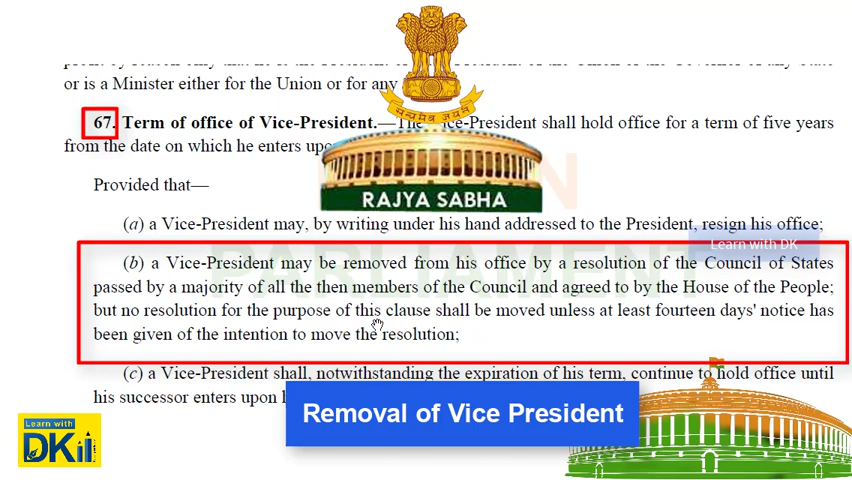 or is a Minister either for the Union or for any
67. Term of office of Vice-President.—The Vice-President shall hold office for a term of five years
from the date on which he enters upo
सत्यमेव जयते
Provided that—
RAJYA SABHA
(a) a Vice-President may, by writing under his hand addressed to the President, resign his office;
Learn with DK
PARLIAMENT
(b) a Vice-President may be removed from his office by a resolution of the Council of States
passed by a majority of all the then members of the Council and agreed to by the House of the People;
but no resolution for the purpose of this clause shall be moved unless at least fourteen days' notice has
been given of the intention to move the resolution;
(c) a Vice-President shall, notwithstanding the expiration of his term, continue to hold office until
his successor enters upon h
Removal of Vice President
Learn with
DK